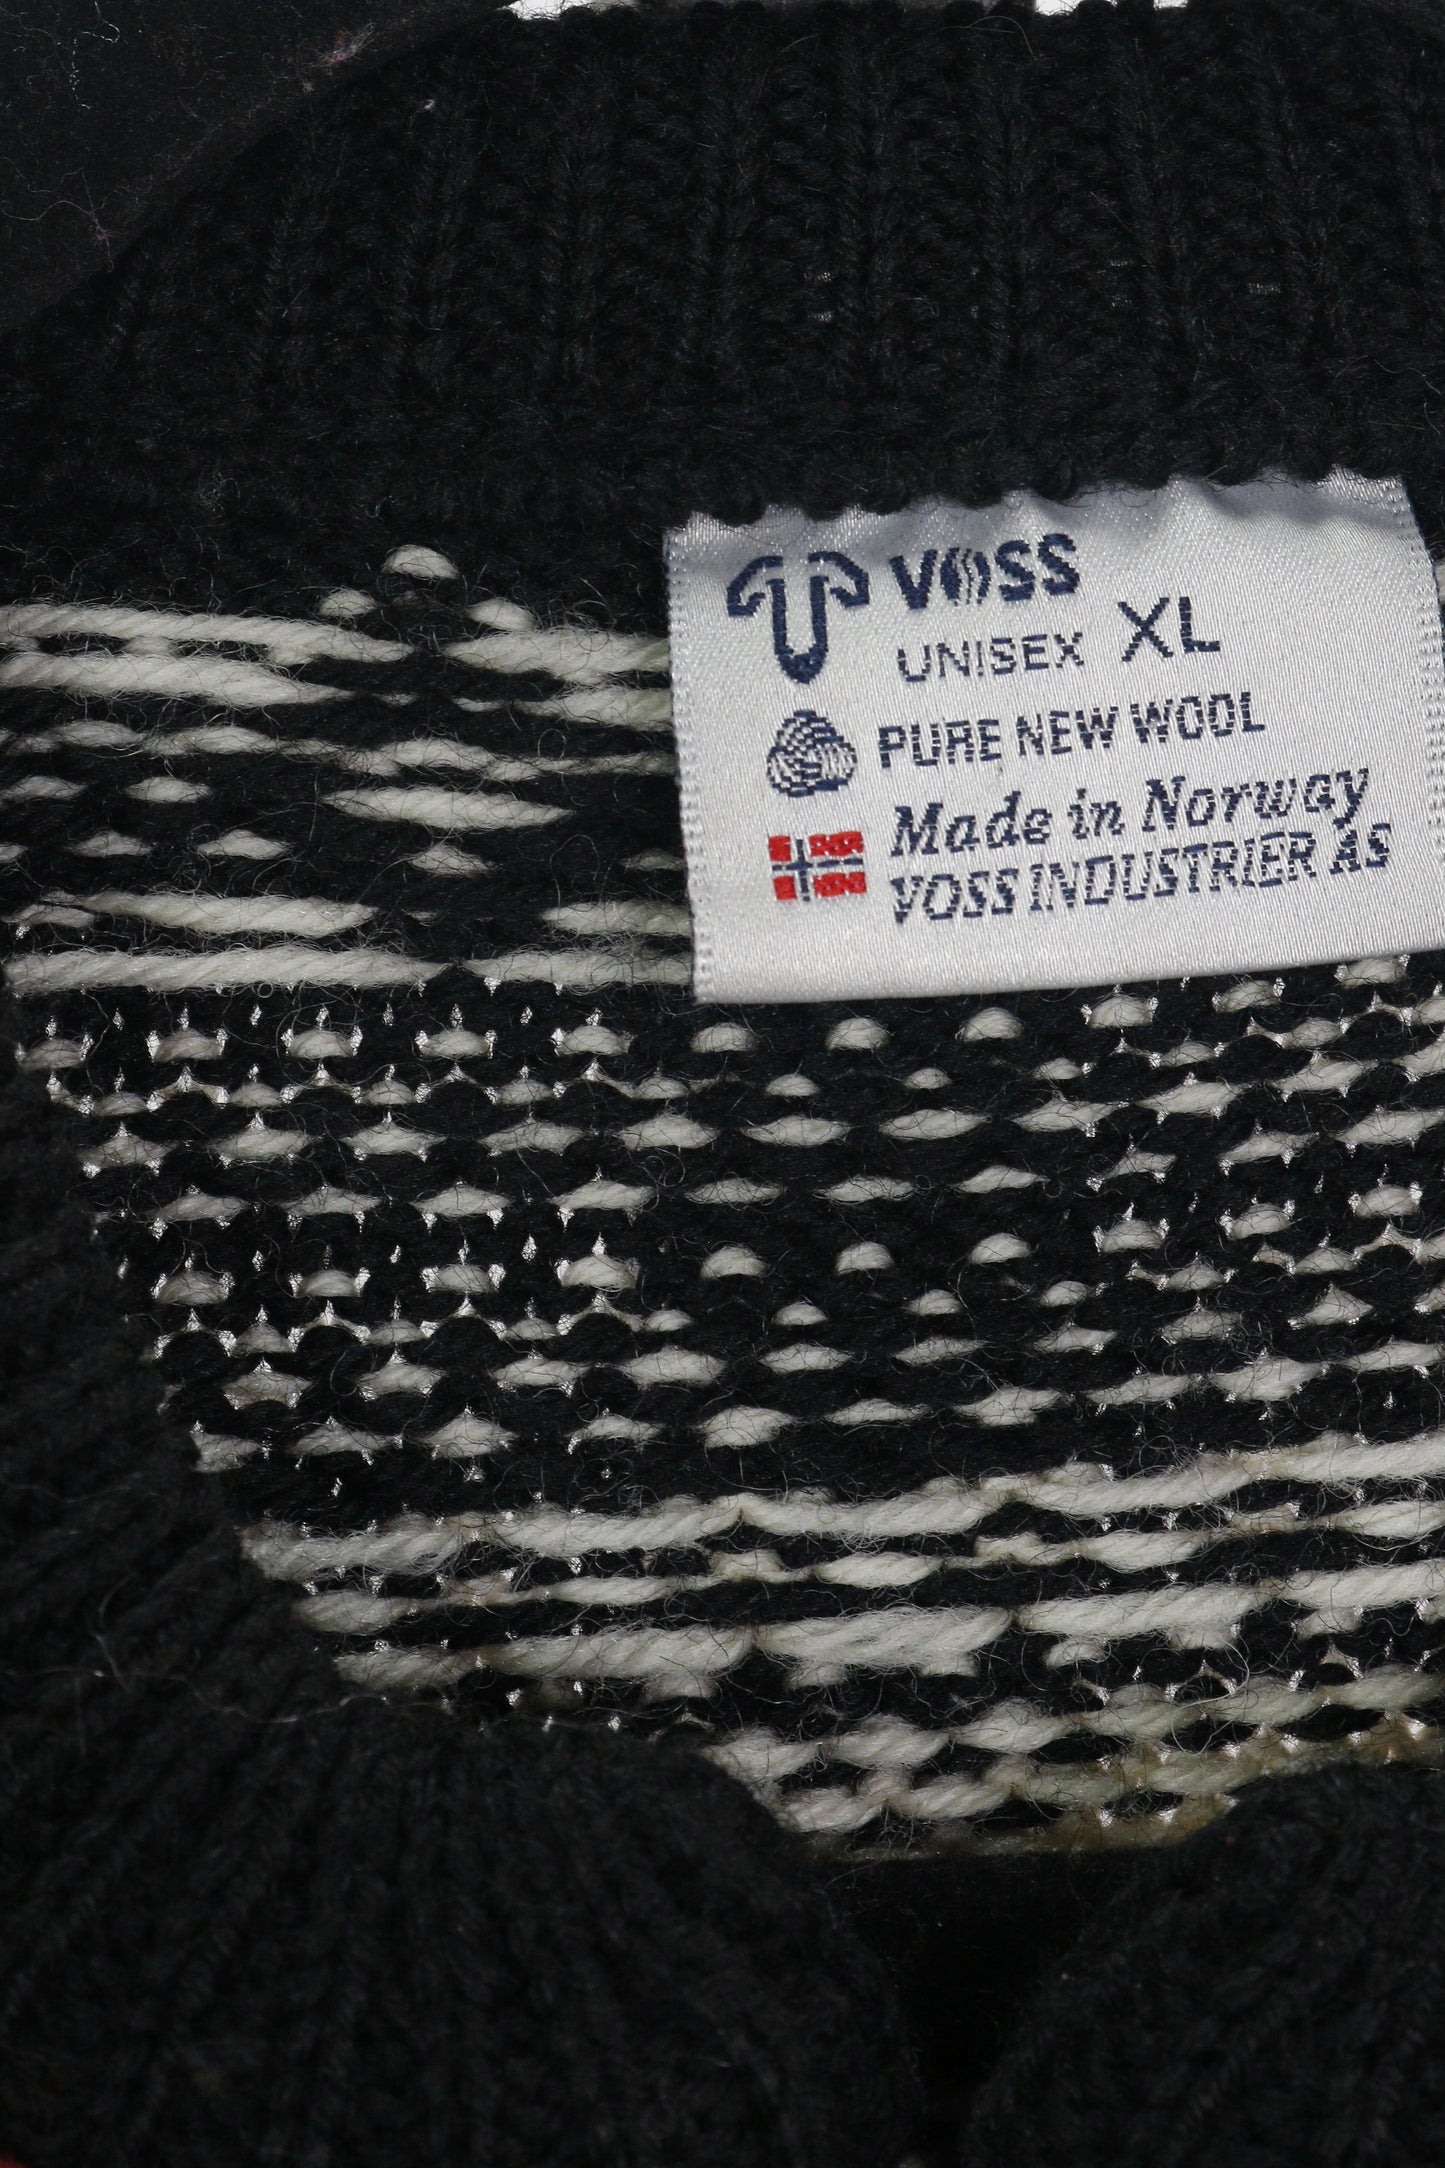 VOSS
UNISEX XL
PURE NEW WOOL
Made in Norway
VOSS INDUSTRIER AS